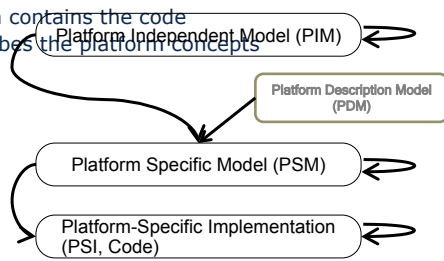 contains the code
Platform Independent Model (PIM)
bes the platform concepts
Platform Description Model
(PDM)
Platform Specific Model (PSM)
Platform-Specific Implementation
(PSI, Code)